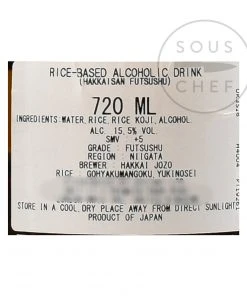 SOUS
CHEF
RICE-BASED ALCOHOLIC DRINK
(HAKKAISAN FUTSUSHU)
720 ML
INGREDIENTS:WATER,RICE,RICE KOJI,ALCOHOL.
ALC. 15.5% VOL.
SMV +5
GRADE : FUTSUSHU
REGION : NIIGATA
BREWER : HAKKAI JOZO
RICE : GOHYAKUMANGOKU,YUKINOSEI
STORE IN A COOL,DRY PLACE AWAY FROM DIRECT SUNLIGHT
PRODUCT OF JAPAN